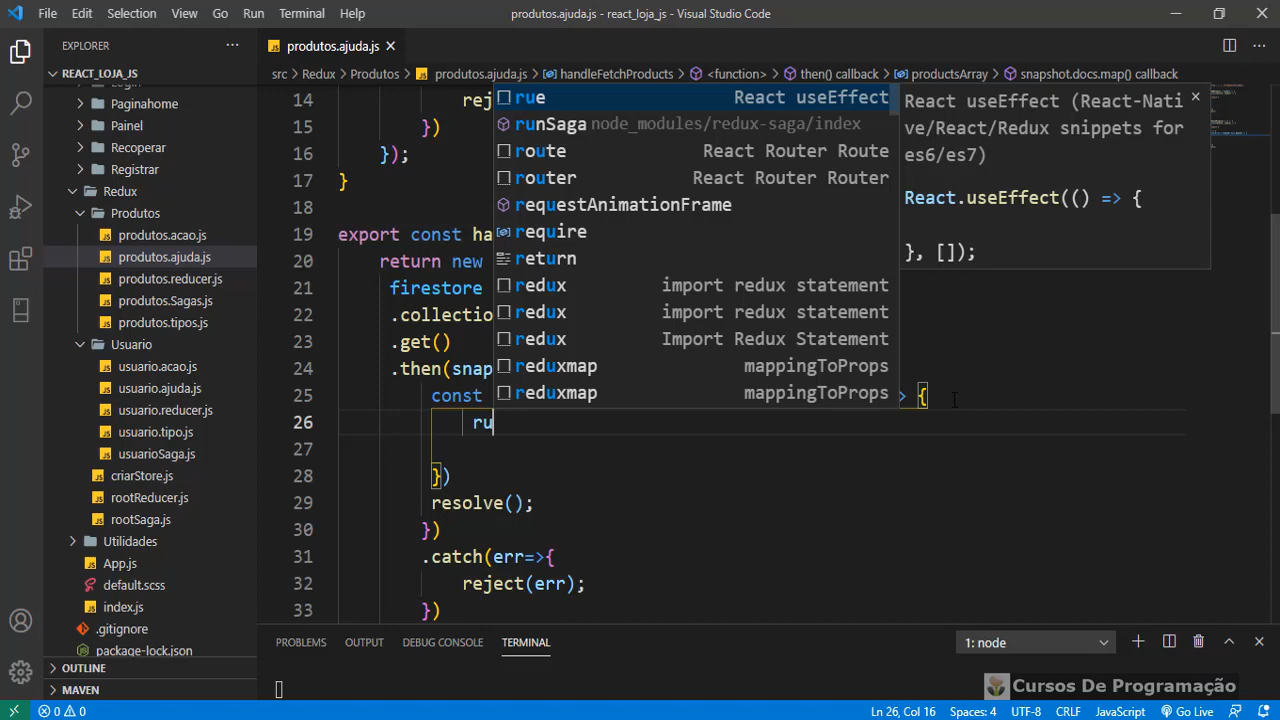 File Edit Selection View Go Run Terminal Help produtos.ajuda.js - react_loja_js - Visual Studio Code
EXPLORER
produtos.ajuda.js
REACT_LOJA_JS
src > Redux > Produtos > produtos.ajuda.js > handleFetchProducts > <function> > then() callback > productsArray > snapshot.docs.map() callback
Paginahome
Painel
Recoperar
Registrar
Redux
Produtos
produtos.acao.js
produtos.ajuda.js
produtos.reducer.js
produtos.Sagas.js
produtos.tipos.js
Usuario
usuario.acao.js
usuario.ajuda.js
usuario.reducer.js
usuario.tipo.js
usuarioSaga.js
criarStore.js
rootReducer.js
rootSaga.js
Utilidades
App.js
default.scss
index.js
.gitignore
package-lock.json
OUTLINE
MAVEN
14 rej
15 })
16 });
17 }
18
19 export const ha
20 return new
21 firestore
22 .collectio
23 .get()
24 .then(snap
25 const > {
26 ru
27
28 })
29 resolve();
30 })
31 .catch(err=>{
32 reject(err);
33 })
rue React useEffect
runSaga node_modules/redux-saga/index
route React Router Route
router React Router Router
requestAnimationFrame
require
return
redux import redux statement
redux import redux statement
redux Import Redux Statement
reduxmap mappingToProps
reduxmap mappingToProps
React useEffect (React-Nati
ve/React/Redux snippets for
es6/es7)
React.useEffect(() => {
}, []);
PROBLEMS OUTPUT DEBUG CONSOLE TERMINAL 1: node
Cursos De Programação
0 0 Ln 26, Col 16 Spaces: 4 UTF-8 CRLF JavaScript Go Live